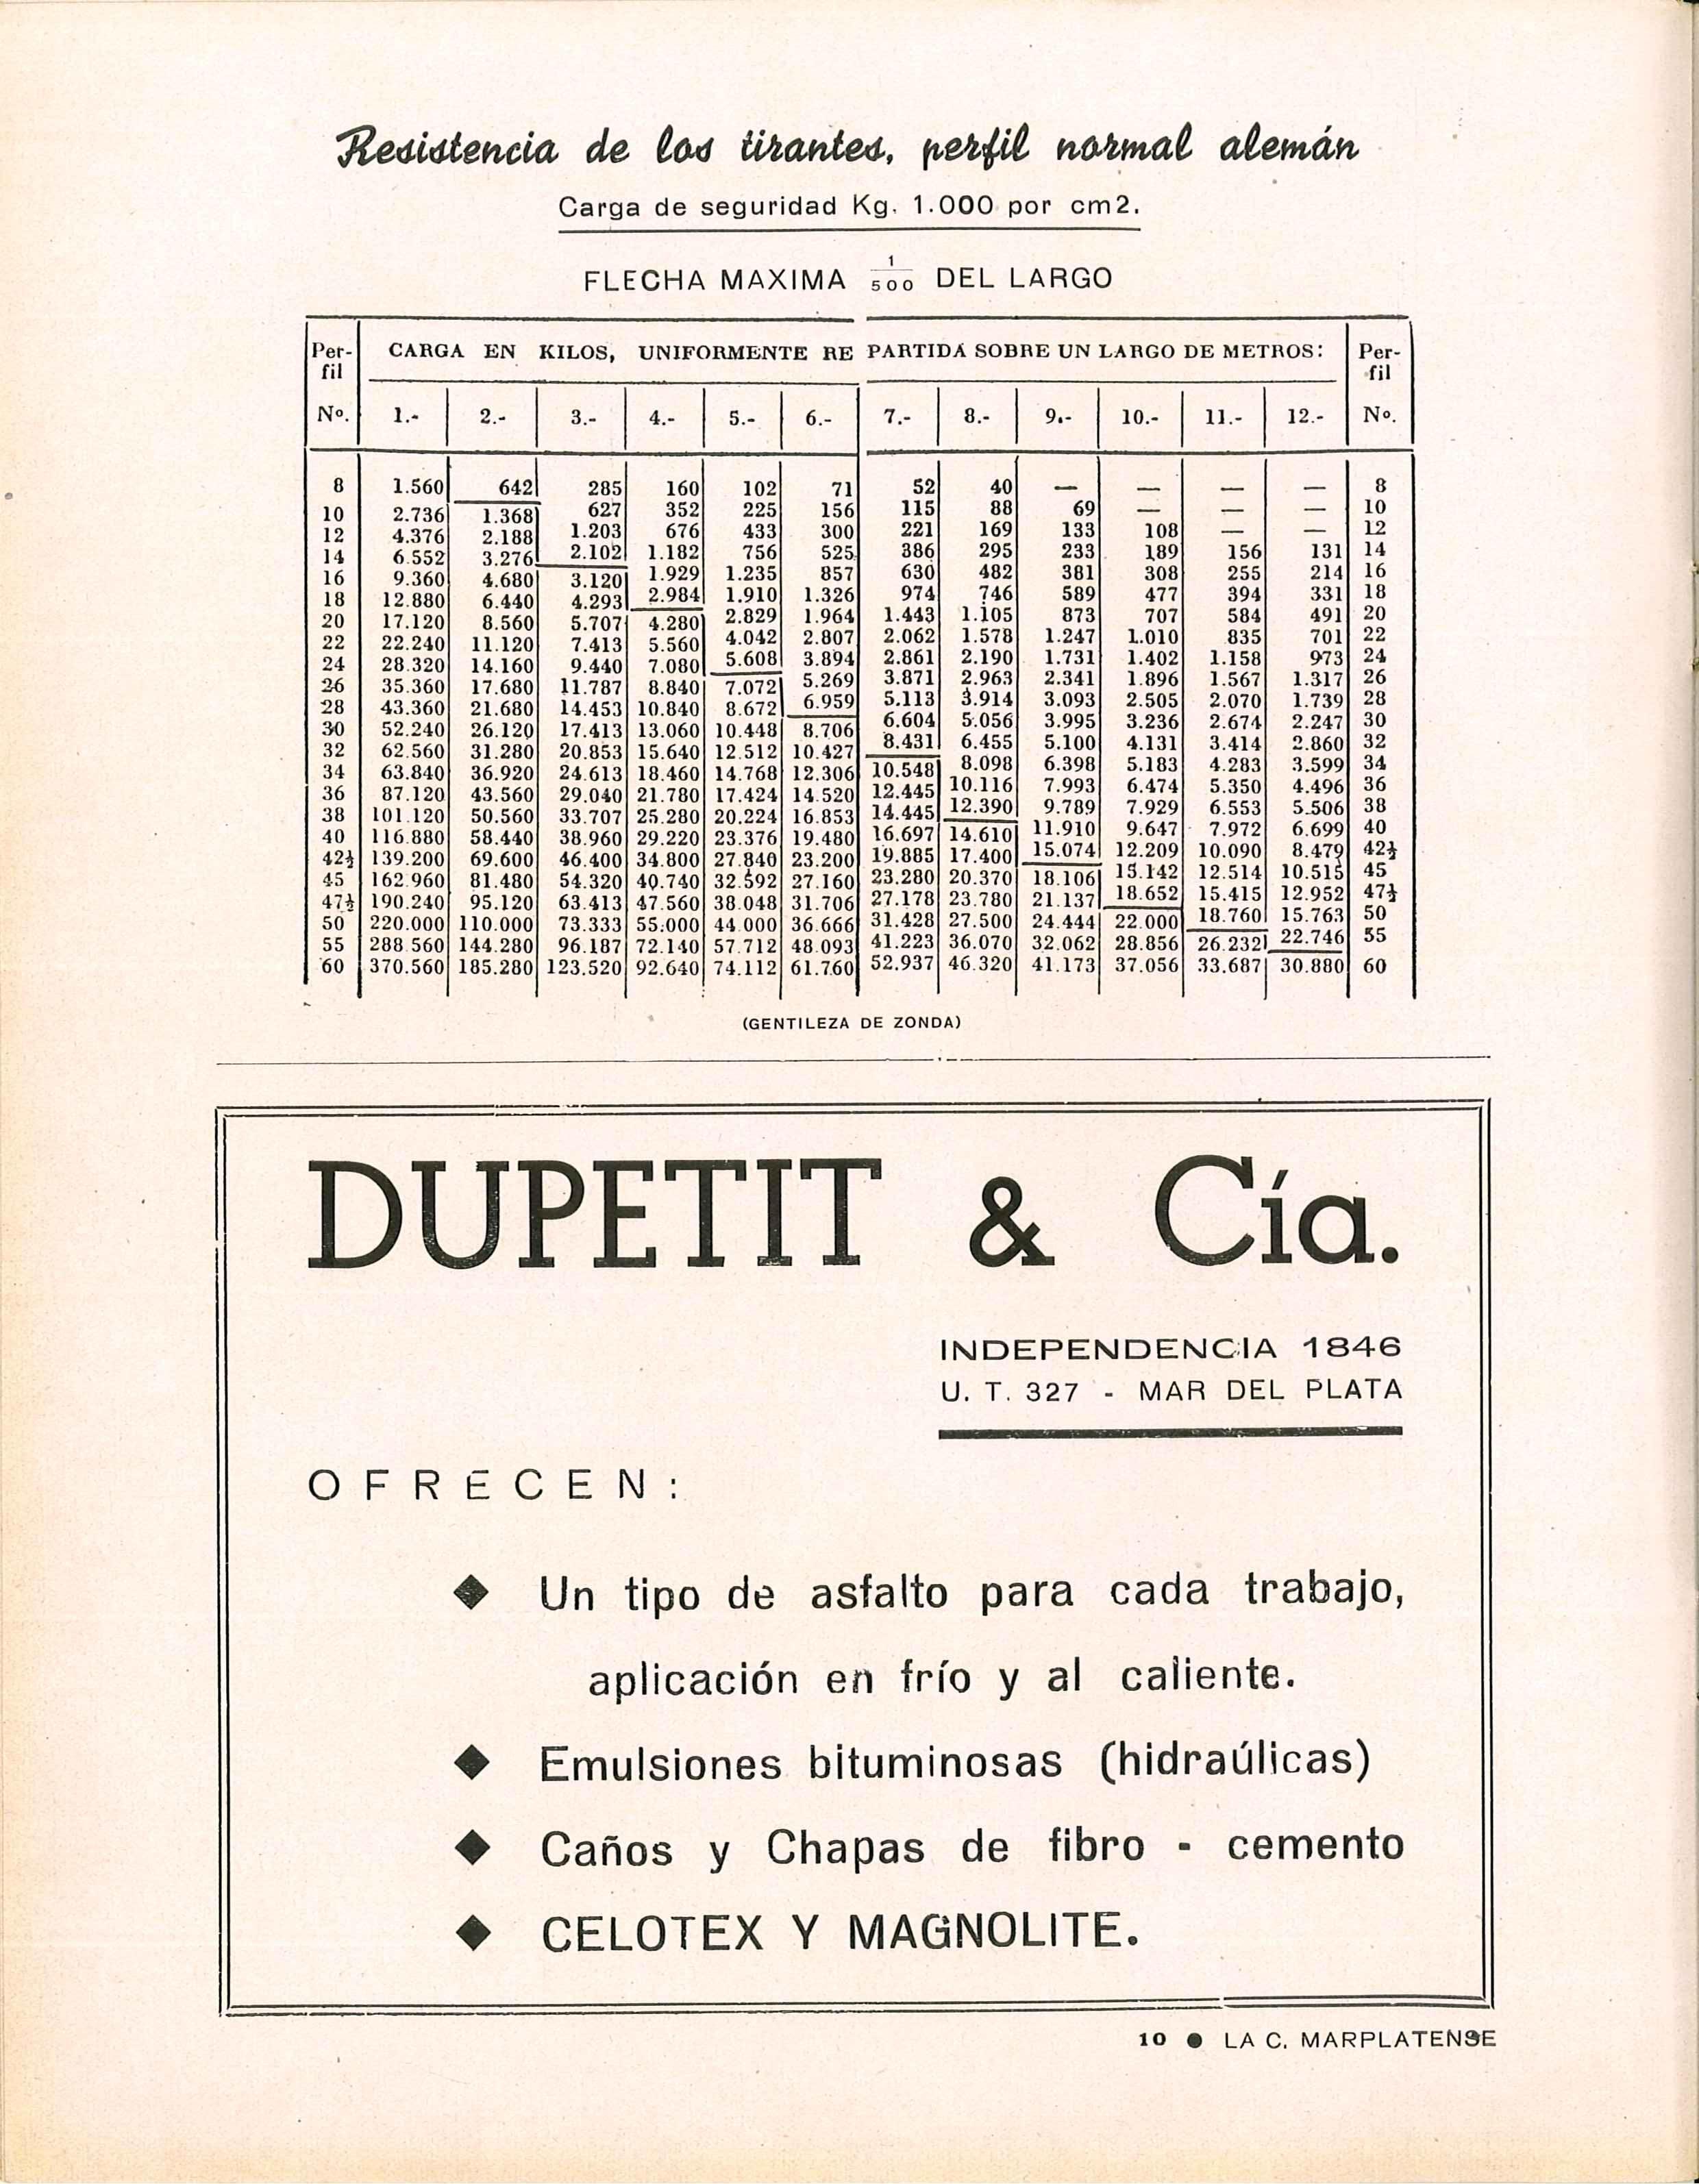 Resistencia de los tirantes, perfil normal alemán
Carga de seguridad Kg. 1.000 por cm2.
FLECHA MAXIMA 1/500 DEL LARGO
Per-fil Nº. CARGA EN KILOS, UNIFORMENTE RE PARTIDA SOBRE UN LARGO DE METROS: Per-fil Nº.
1.- 2.- 3.- 4.- 5.- 6.- 7.- 8.- 9.- 10.- 11.- 12.-
8 1.560 642 285 160 102 71 52 40 — — — — 8
10 2.736 1.368 627 352 225 156 115 88 69 — — — 10
12 4.376 2.188 1.203 676 433 300 221 169 133 108 — — 12
14 6.552 3.276 2.102 1.182 756 525 386 295 233 189 156 131 14
16 9.360 4.680 3.120 1.929 1.235 857 630 482 381 308 255 214 16
18 12.880 6.440 4.293 2.984 1.910 1.326 974 746 589 477 394 331 18
20 17.120 8.560 5.707 4.280 2.829 1.964 1.443 1.105 873 707 584 491 20
22 22.240 11.120 7.413 5.560 4.042 2.807 2.062 1.578 1.247 1.010 835 701 22
24 28.320 14.160 9.440 7.080 5.608 3.894 2.861 2.190 1.731 1.402 1.158 973 24
26 35.360 17.680 11.787 8.840 7.072 5.269 3.871 2.963 2.341 1.896 1.567 1.317 26
28 43.360 21.680 14.453 10.840 8.672 6.959 5.113 3.914 3.093 2.505 2.070 1.739 28
30 52.240 26.120 17.413 13.060 10.448 8.706 6.604 5.056 3.995 3.236 2.674 2.247 30
32 62.560 31.280 20.853 15.640 12.512 10.427 8.431 6.455 5.100 4.131 3.414 2.860 32
34 63.840 36.920 24.613 18.460 14.768 12.306 10.548 8.098 6.398 5.183 4.283 3.599 34
36 87.120 43.560 29.040 21.780 17.424 14.520 12.445 10.116 7.993 6.474 5.350 4.496 36
38 101.120 50.560 33.707 25.280 20.224 16.853 14.445 12.390 9.789 7.929 6.553 5.506 38
40 116.880 58.440 38.960 29.220 23.376 19.480 16.697 14.610 11.910 9.647 7.972 6.699 40
42½ 139.200 69.600 46.400 34.800 27.840 23.200 19.885 17.400 15.074 12.209 10.090 8.479 42½
45 162.960 81.480 54.320 40.740 32.592 27.160 23.280 20.370 18.106 15.142 12.514 10.515 45
47½ 190.240 95.120 63.413 47.560 38.048 31.706 27.178 23.780 21.137 18.652 15.415 12.952 47½
50 220.000 110.000 73.333 55.000 44.000 36.666 31.428 27.500 24.444 22.000 18.760 15.763 50
55 288.560 144.280 96.187 72.140 57.712 48.093 41.223 36.070 32.062 28.856 26.232 22.746 55
60 370.560 185.280 123.520 92.640 74.112 61.760 52.937 46.320 41.173 37.056 33.687 30.880 60
(GENTILEZA DE ZONDA)
DUPETIT & Cía.
INDEPENDENCIA 1846
U. T. 327 - MAR DEL PLATA
OFRECEN:
◆ Un tipo de asfalto para cada trabajo,
aplicación en frío y al caliente.
◆ Emulsiones bituminosas (hidraúlicas)
◆ Caños y Chapas de fibro - cemento
◆ CELOTEX Y MAGNOLITE.
10 ● LA C. MARPLATENSE